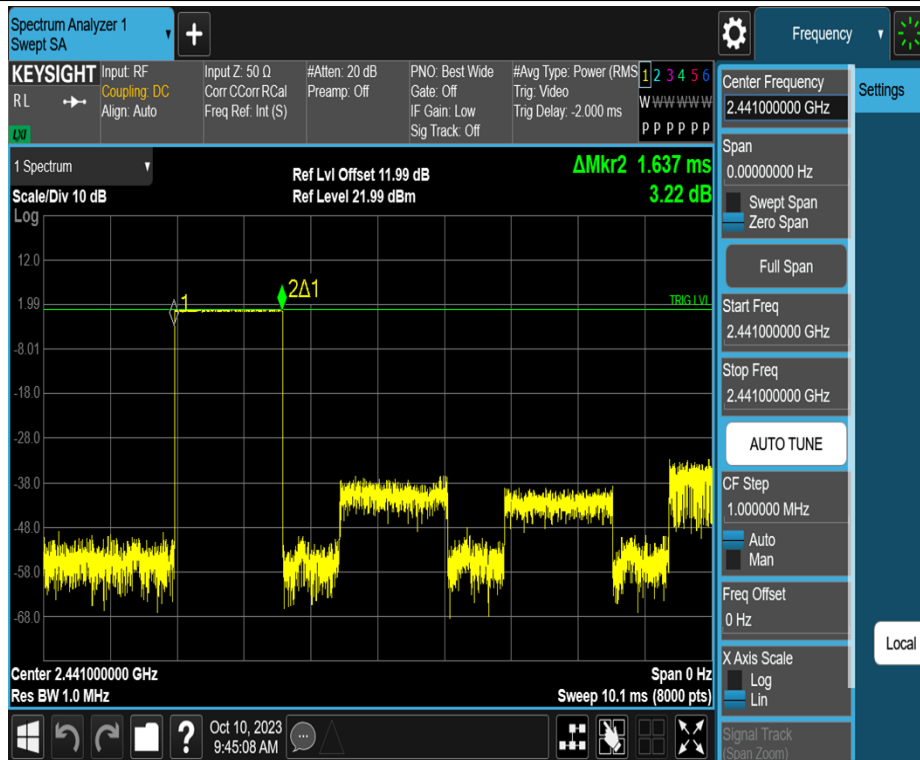 Spectrum Analyzer 1
Swept SA
+
Frequency
KEYSIGHT
RL
LXI
Input: RF
Coupling: DC
Align: Auto
Input Z: 50 Ω
Corr CCorr RCal
Freq Ref: Int (S)
#Atten: 20 dB
Preamp: Off
PNO: Best Wide
Gate: Off
IF Gain: Low
Sig Track: Off
#Avg Type: Power (RMS
Trig: Video
Trig Delay: -2.000 ms
1 2 3 4 5 6
W W W W W W
P P P P P P
1 Spectrum
Scale/Div 10 dB
Log
Ref Lvl Offset 11.99 dB
Ref Level 21.99 dBm
ΔMkr2 1.637 ms
3.22 dB
12.0
1.99
-8.01
-18.0
-28.0
-38.0
-48.0
-58.0
-68.0
1
2Δ1
TRIG LVL
Center 2.441000000 GHz
Res BW 1.0 MHz
Span 0 Hz
Sweep 10.1 ms (8000 pts)
Center Frequency
2.441000000 GHz
Settings
Span
0.00000000 Hz
Swept Span
Zero Span
Full Span
Start Freq
2.441000000 GHz
Stop Freq
2.441000000 GHz
AUTO TUNE
CF Step
1.000000 MHz
Auto
Man
Freq Offset
0 Hz
Local
X Axis Scale
Log
Lin
Signal Track
(Span Zoom)
?
Oct 10, 2023
9:45:08 AM